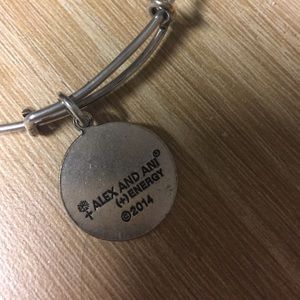 ALEX AND ANI®
(+) ENERGY
©2014